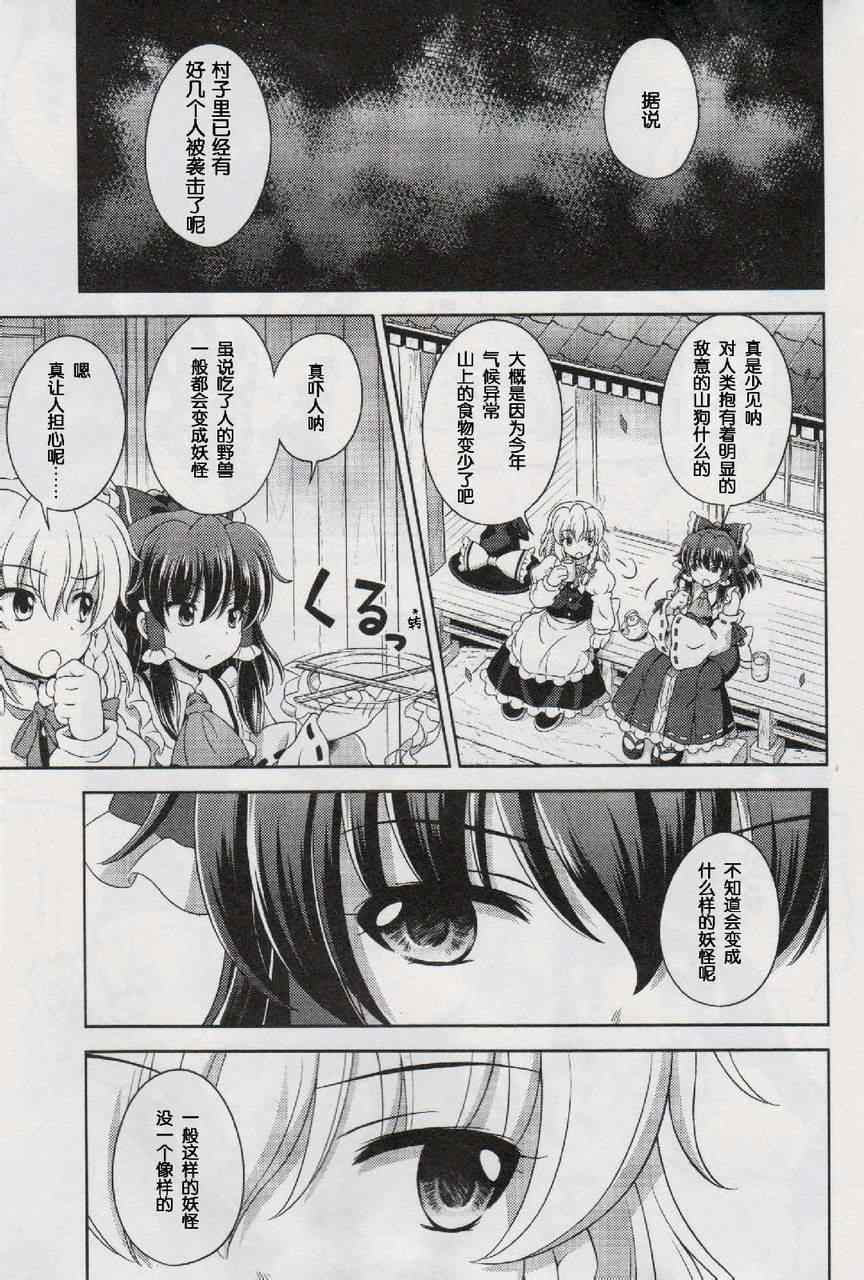 据说
村子里已经有
好几个人被袭击了呢
真是少见呐
对人类抱有着明显的
敌意的山狗什么的
大概是因为今年
气候异常
山上的食物变少了吧
真吓人呐
虽说吃了人的野兽
一般都会变成妖怪
嗯
真让人担心呢……
くるっ
*转
不知道会变成
什么样的妖怪呢
一般这样的妖怪
没一个像样的